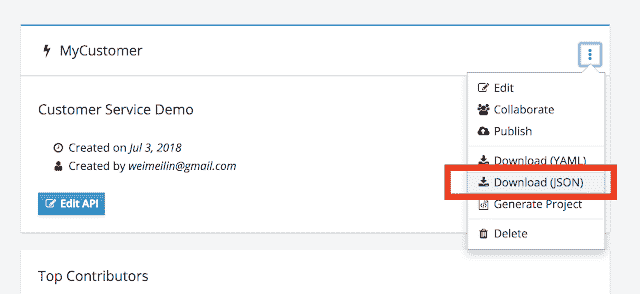 MyCustomer
Edit
Customer Service Demo
Collaborate
Publish
Created on Jul 3, 2018
Created by weimeilin@gmail.com
Download (YAML)
Download (JSON)
Edit API
Generate Project
Delete
Top Contributors